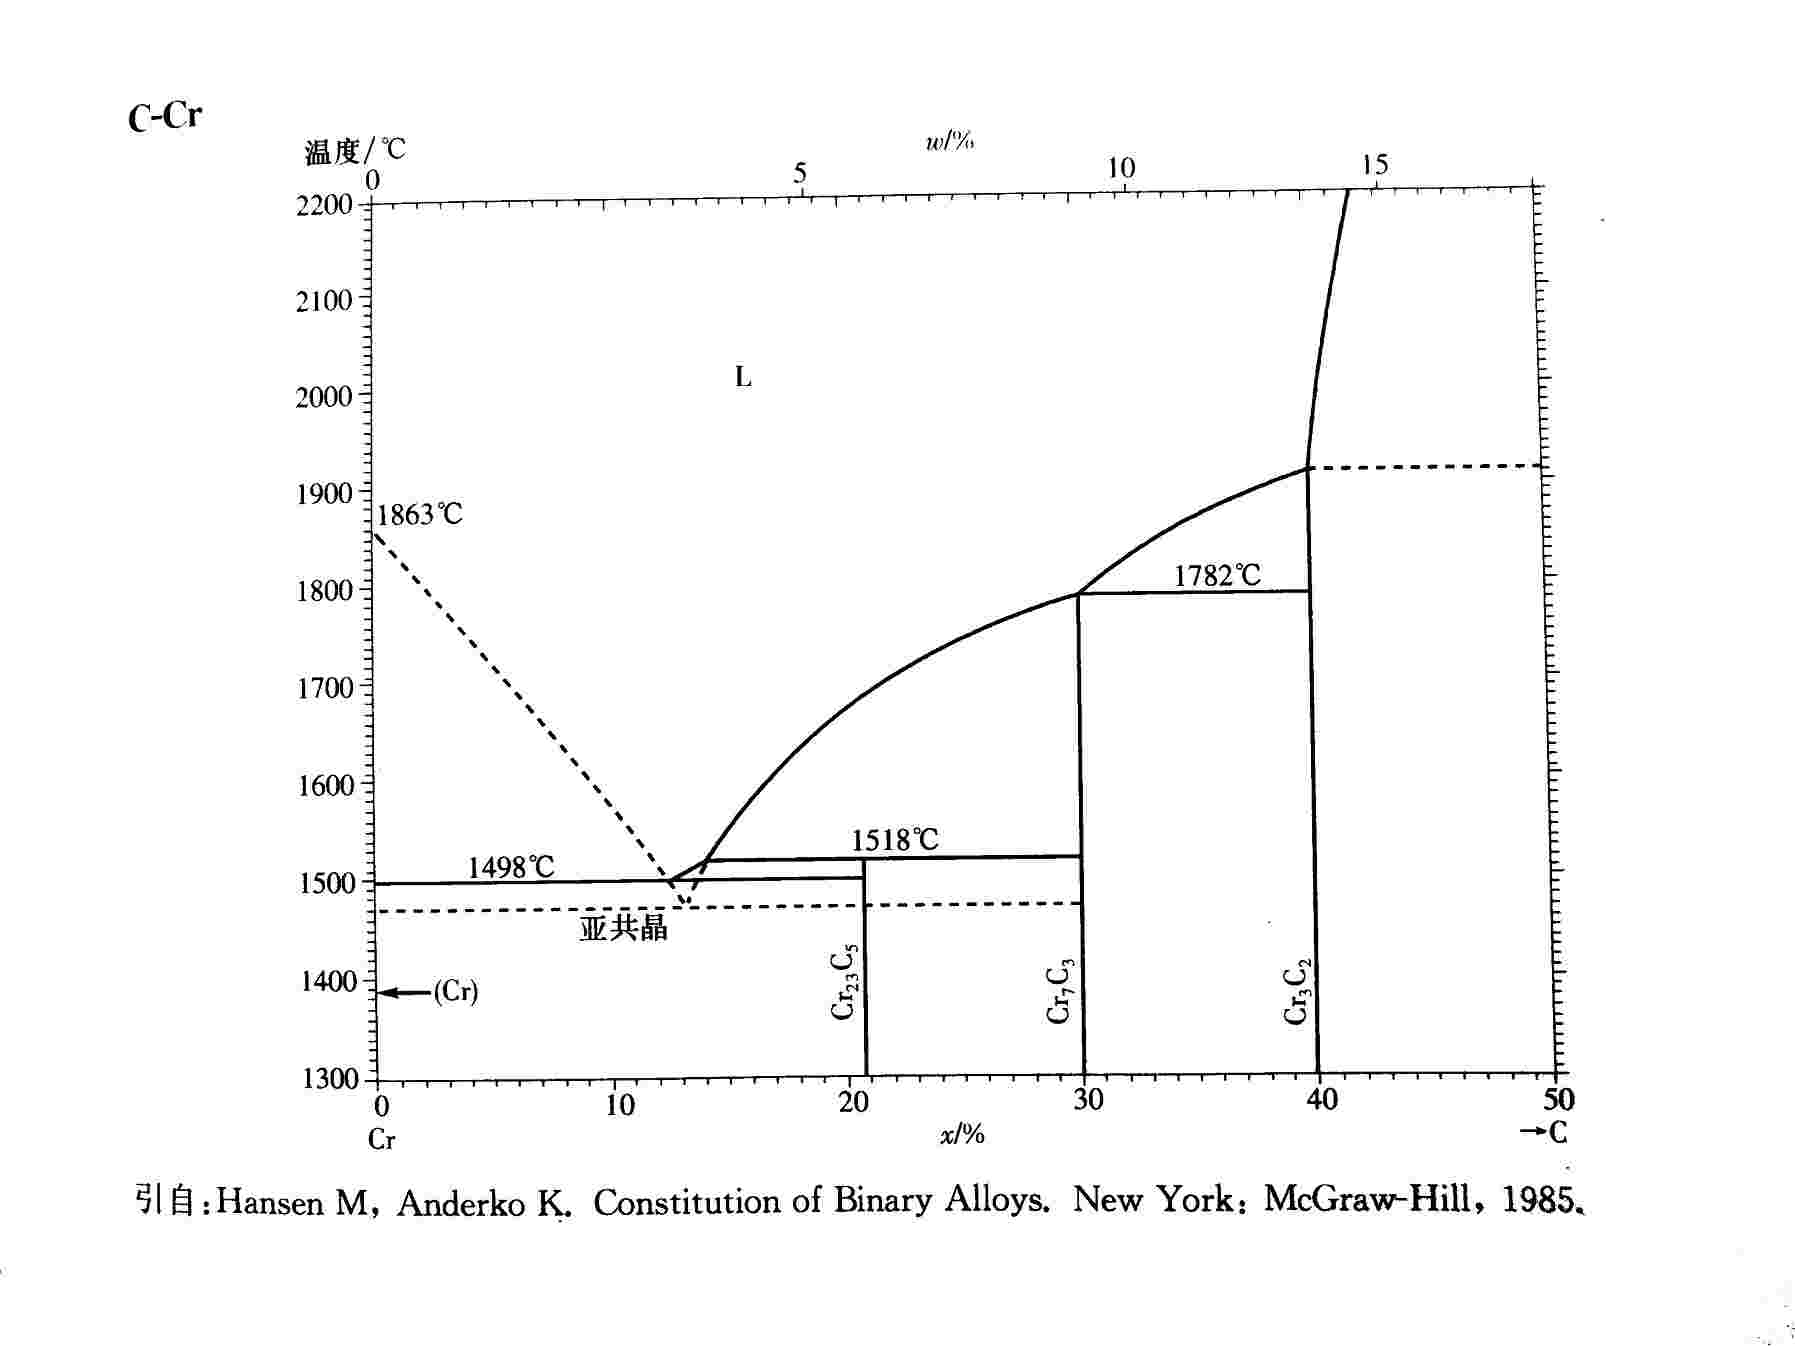 C-Cr
温度/℃
w/%
0 5 10 15
2200
2100
2000
L
1900
1863℃
1800
1782℃
1700
1600
1518℃
1498℃
1500
亚共晶
Cr₂₃C₅
Cr₇C₃
Cr₃C₂
1400
(Cr)
1300
0 10 20 30 40 50
Cr x/% →C
引自:Hansen M, Anderko K. Constitution of Binary Alloys. New York: McGraw-Hill, 1985.